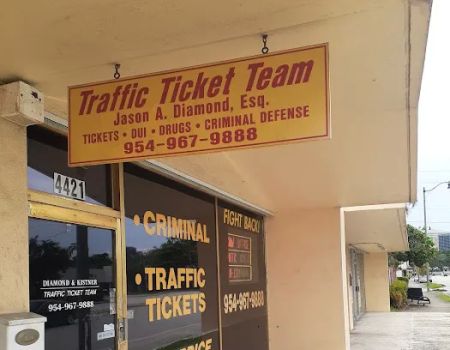 Traffic Ticket Team
Jason A. Diamond, Esq.
TICKETS • DUI • DRUGS • CRIMINAL DEFENSE
954-967-9888
4421
DIAMOND & KISTNER
TRAFFIC TICKET TEAM
954-967-9888
• CRIMINAL
• TRAFFIC
TICKETS
FIGHT BACK!
954-967-9888